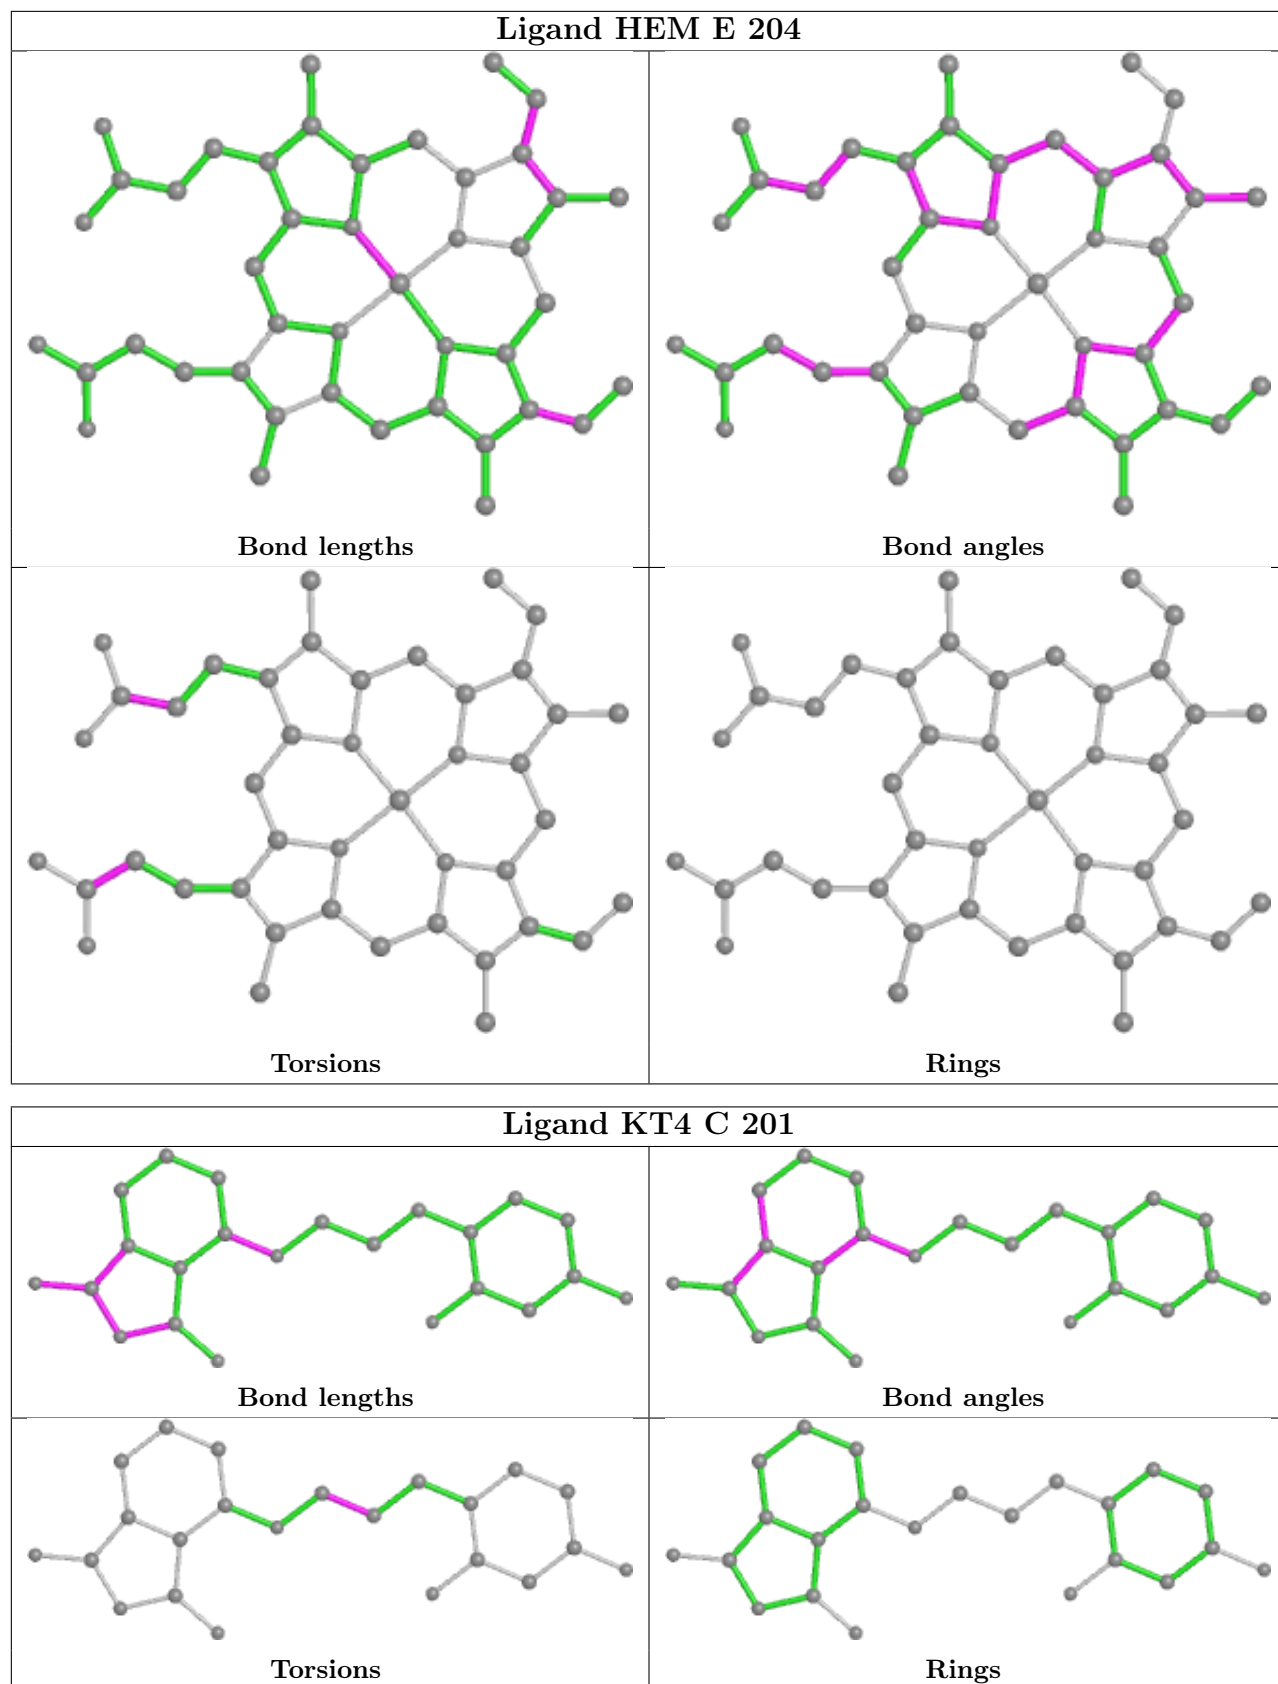 Ligand HEM E 204
Bond lengths
Bond angles
Torsions
Rings
Ligand KT4 C 201
Bond lengths
Bond angles
Torsions
Rings